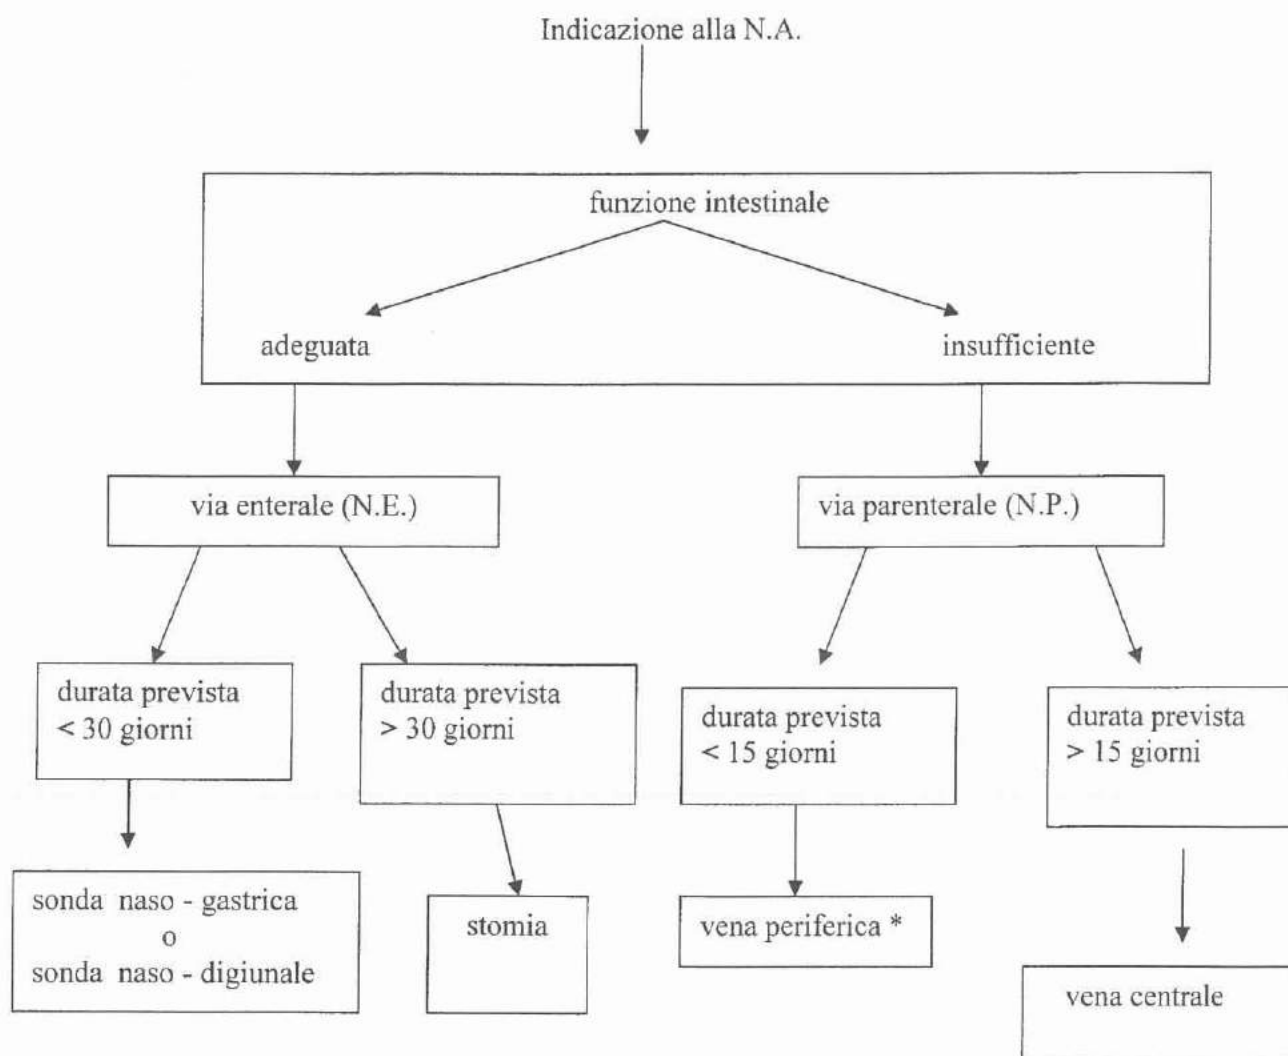 Indicazione alla N.A.
funzione intestinale
adeguata
insufficiente
via enterale (N.E.)
via parenterale (N.P.)
durata prevista
< 30 giorni
durata prevista
> 30 giorni
durata prevista
< 15 giorni
durata prevista
> 15 giorni
sonda naso - gastrica
o
sonda naso - digiunale
stomia
vena periferica *
vena centrale